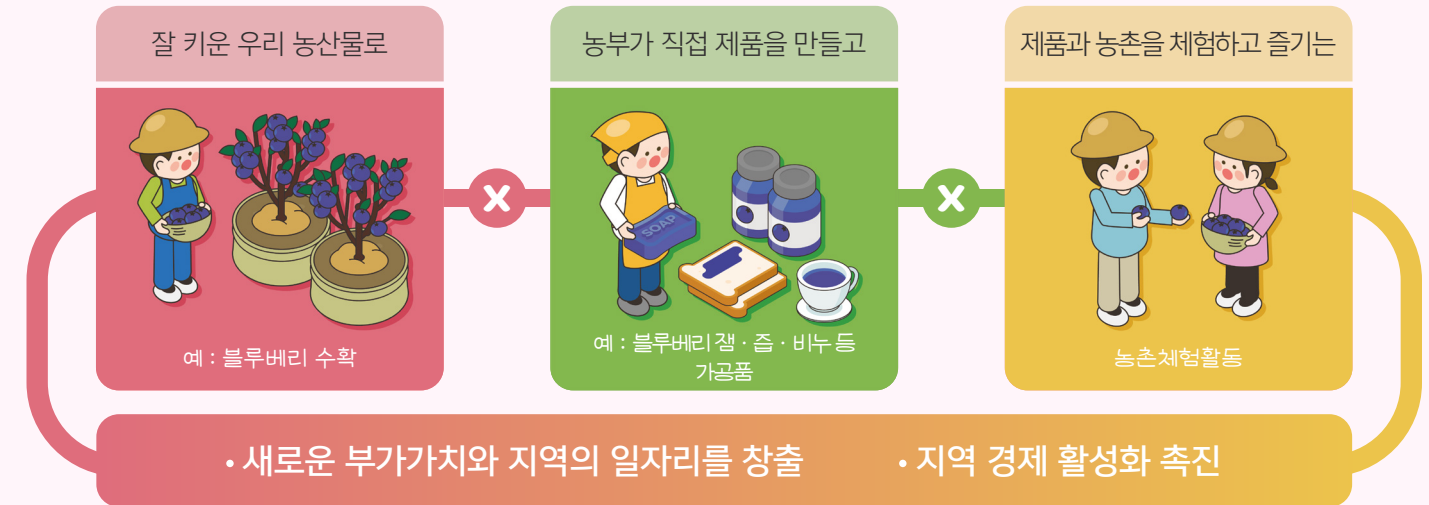 잘 키운 우리 농산물로
농부가 직접 제품을 만들고
제품과 농촌을 체험하고 즐기는
x
x
SOAP
예 : 블루베리 수확
예 : 블루베리 잼 · 즙 · 비누 등
가공품
농촌체험활동
• 새로운 부가가치와 지역의 일자리를 창출
• 지역 경제 활성화 촉진